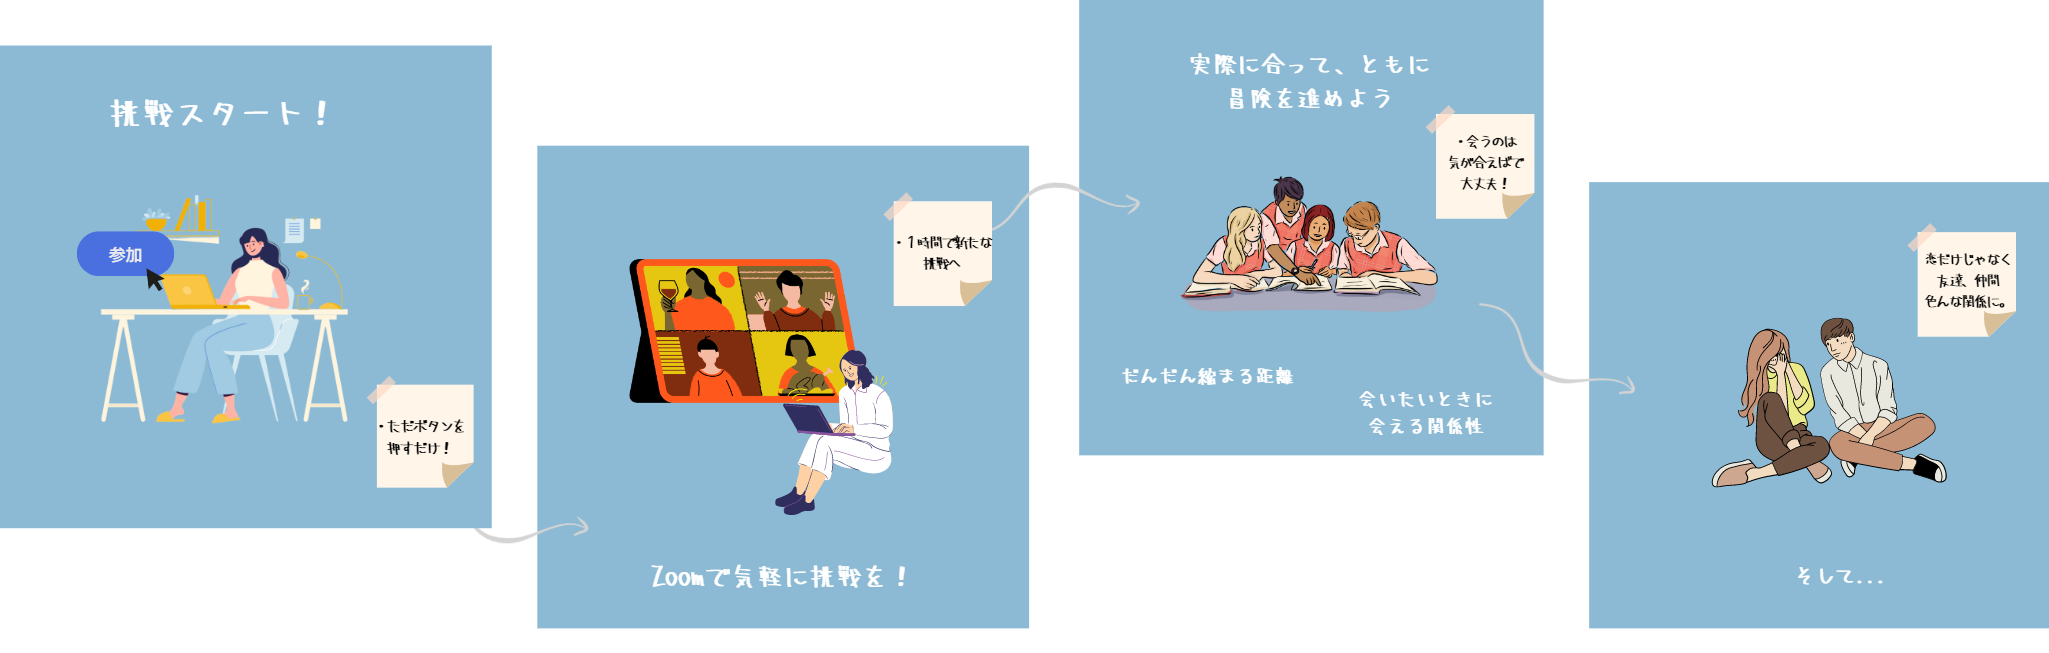 挑戦スタート！
参加
・ただボタンを
押すだけ！
・１時間で新たな
挑戦へ
Zoomで気軽に挑戦を！
実際に合って、ともに
冒険を進めよう
・会うのは
気が合えばで
大丈夫！
だんだん縮まる距離
会いたいときに
会える関係性
恋だけじゃなく
友達、仲間
色んな関係に。
そして...